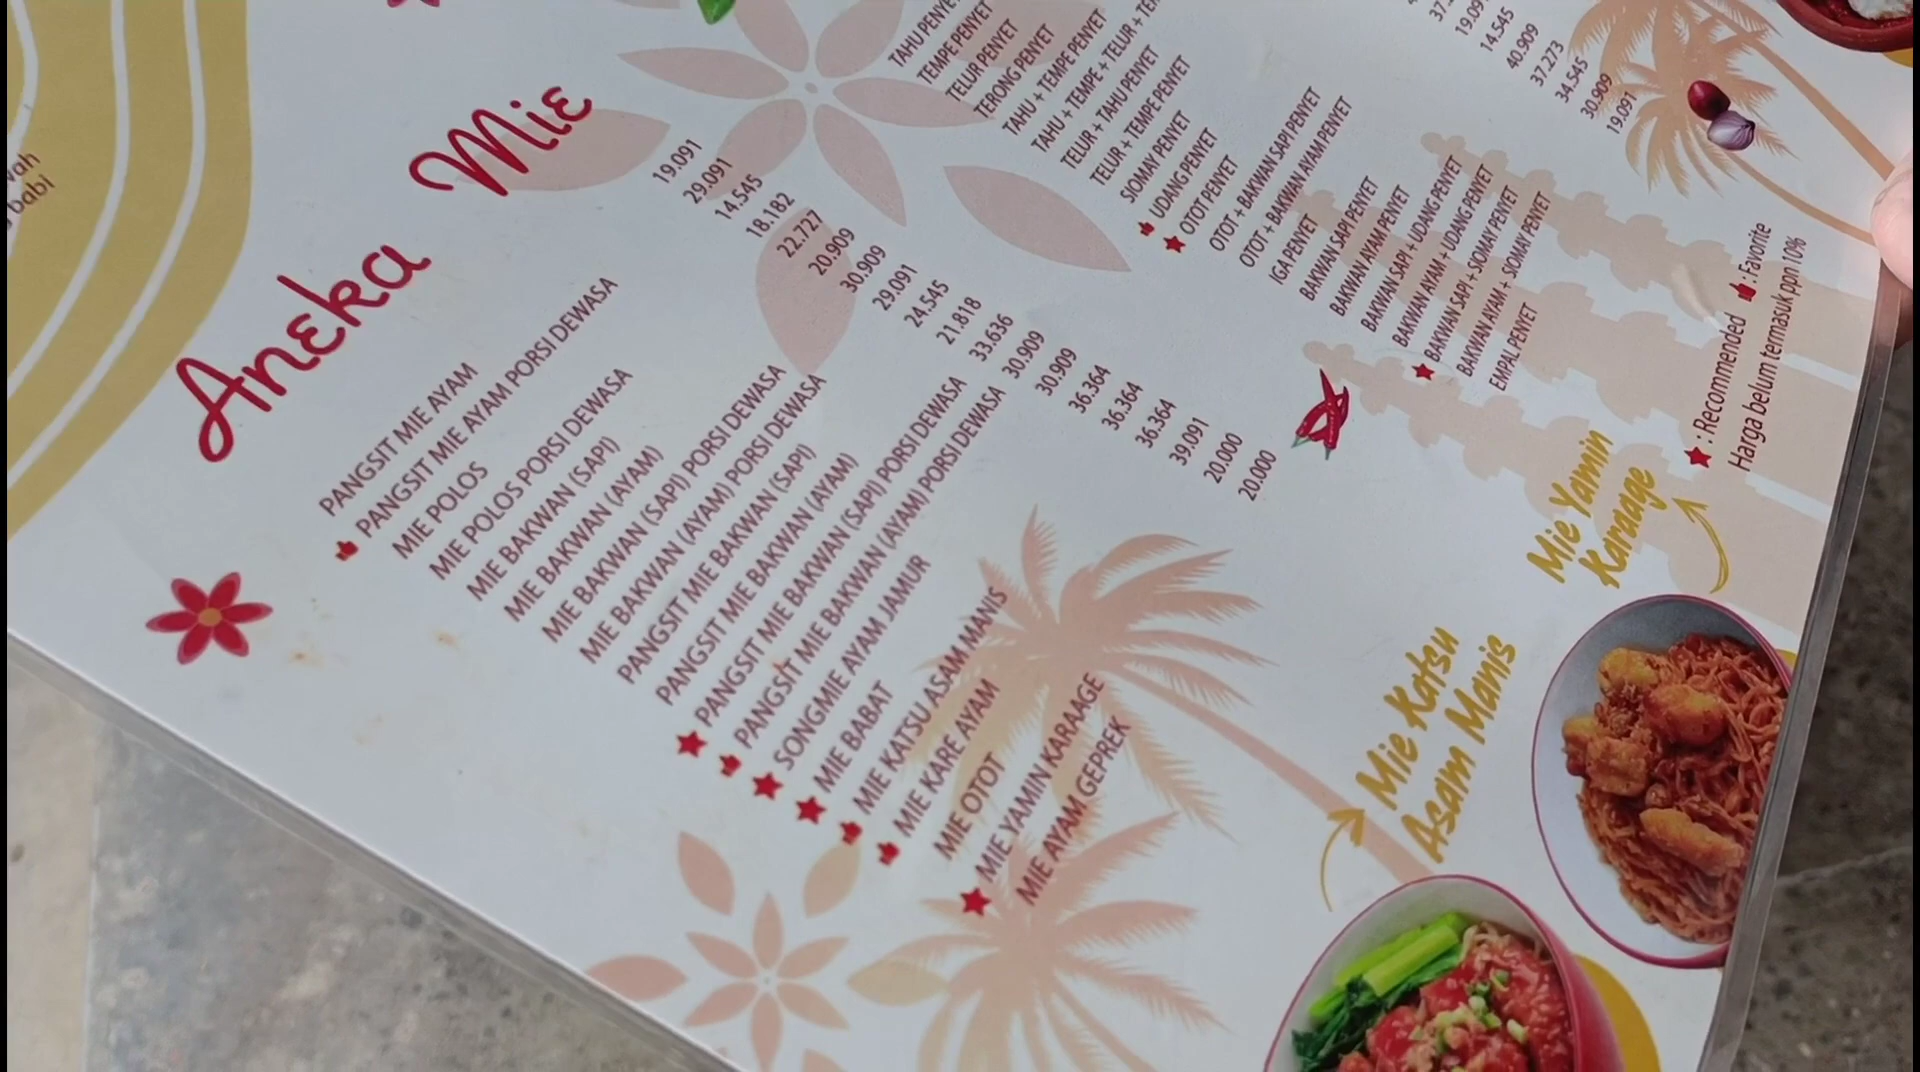 Aneka Mie
PANGSIT MIE AYAM 19.091
PANGSIT MIE AYAM PORSI DEWASA 29.091
MIE POLOS 14.545
MIE POLOS PORSI DEWASA 18.182
MIE BAKWAN (SAPI) 22.727
MIE BAKWAN (AYAM) 20.909
MIE BAKWAN (SAPI) PORSI DEWASA 30.909
MIE BAKWAN (AYAM) PORSI DEWASA 29.091
PANGSIT MIE BAKWAN (SAPI) 24.545
PANGSIT MIE BAKWAN (AYAM) 21.818
PANGSIT MIE BAKWAN (SAPI) PORSI DEWASA 33.636
PANGSIT MIE BAKWAN (AYAM) PORSI DEWASA 30.909
SONGMIE AYAM JAMUR 30.909
MIE BABAT 36.364
MIE KATSU ASAM MANIS 36.364
MIE KARE AYAM 36.364
MIE OTOT 39.091
MIE YAMIN KARAAGE 20.000
MIE AYAM GEPREK 20.000
TAHU PENYET
TEMPE PENYET
TELUR PENYET
TERONG PENYET
TAHU + TEMPE PENYET
TAHU + TEMPE + TELUR +
TELUR + TAHU PENYET
TELUR + TEMPE PENYET
SIOMAY PENYET
UDANG PENYET
OTOT PENYET
OTOT + BAKWAN SAPI PENYET
OTOT + BAKWAN AYAM PENYET
IGA PENYET
BAKWAN SAPI PENYET
BAKWAN AYAM PENYET
BAKWAN SAPI + UDANG PENYET
BAKWAN AYAM + UDANG PENYET
BAKWAN SAPI + SIOMAY PENYET
BAKWAN AYAM + SIOMAY PENYET
EMPAL PENYET
19.091
14.545
40.909
37.273
34.545
30.909
19.091
: Recommended : Favorite
Harga belum termasuk ppn 10%
Mie Yamin
Karaage
Mie Katsu
Asam Manis
babi